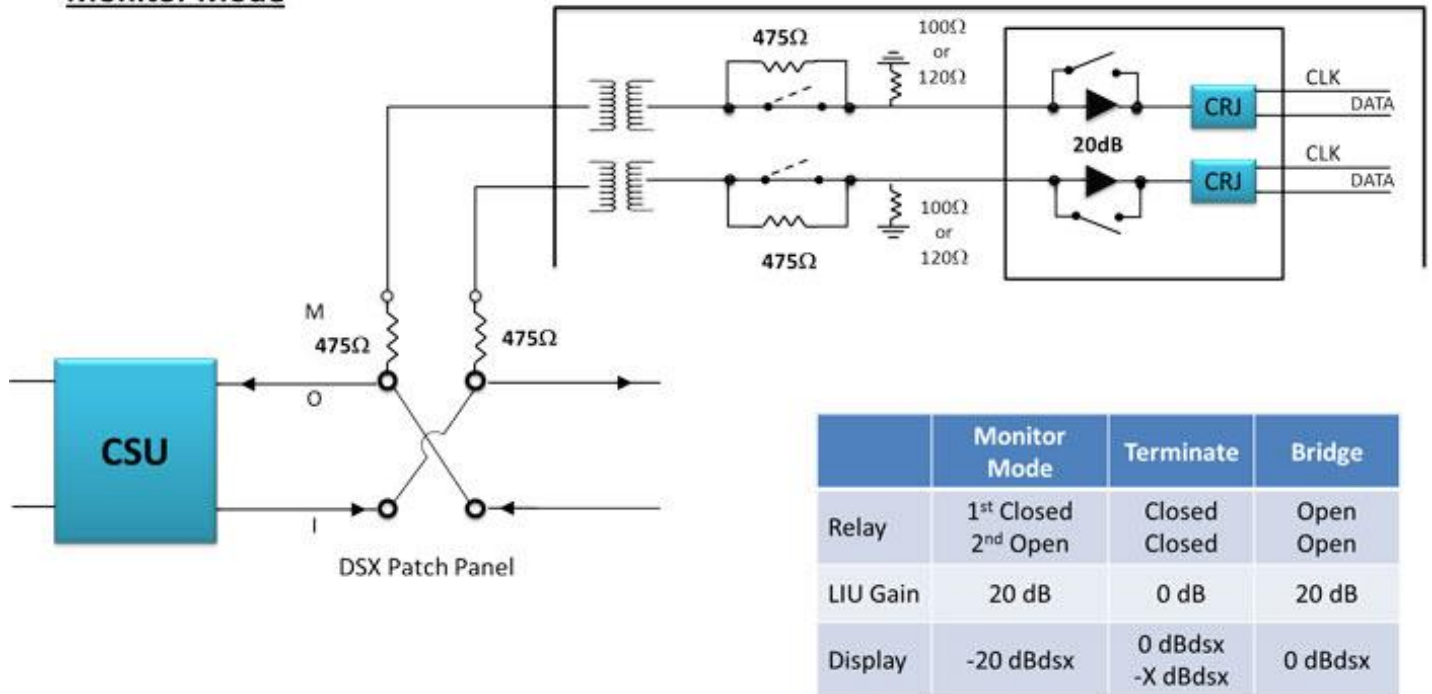 Monitor Mode
475Ω
100Ω
or
120Ω
CLK
DATA
CRJ
20dB
CLK
DATA
CRJ
100Ω
or
120Ω
475Ω
M
475Ω
475Ω
O
CSU
I
DSX Patch Panel
Monitor Mode
Terminate
Bridge
Relay
1st Closed
2nd Open
Closed
Closed
Open
Open
LIU Gain
20 dB
0 dB
20 dB
Display
-20 dBdsx
0 dBdsx
-X dBdsx
0 dBdsx